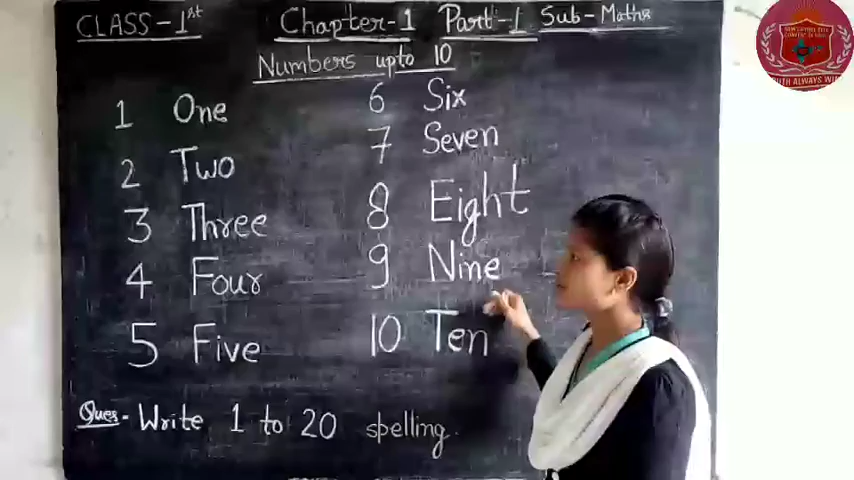 CLASS - 1st Chapter - 1 Part - 1 Sub - Maths
Numbers upto 10
1 One
2 Two
3 Three
4 Four
5 Five
6 Six
7 Seven
8 Eight
9 Nine
10 Ten
Ques - Write 1 to 20 spelling.